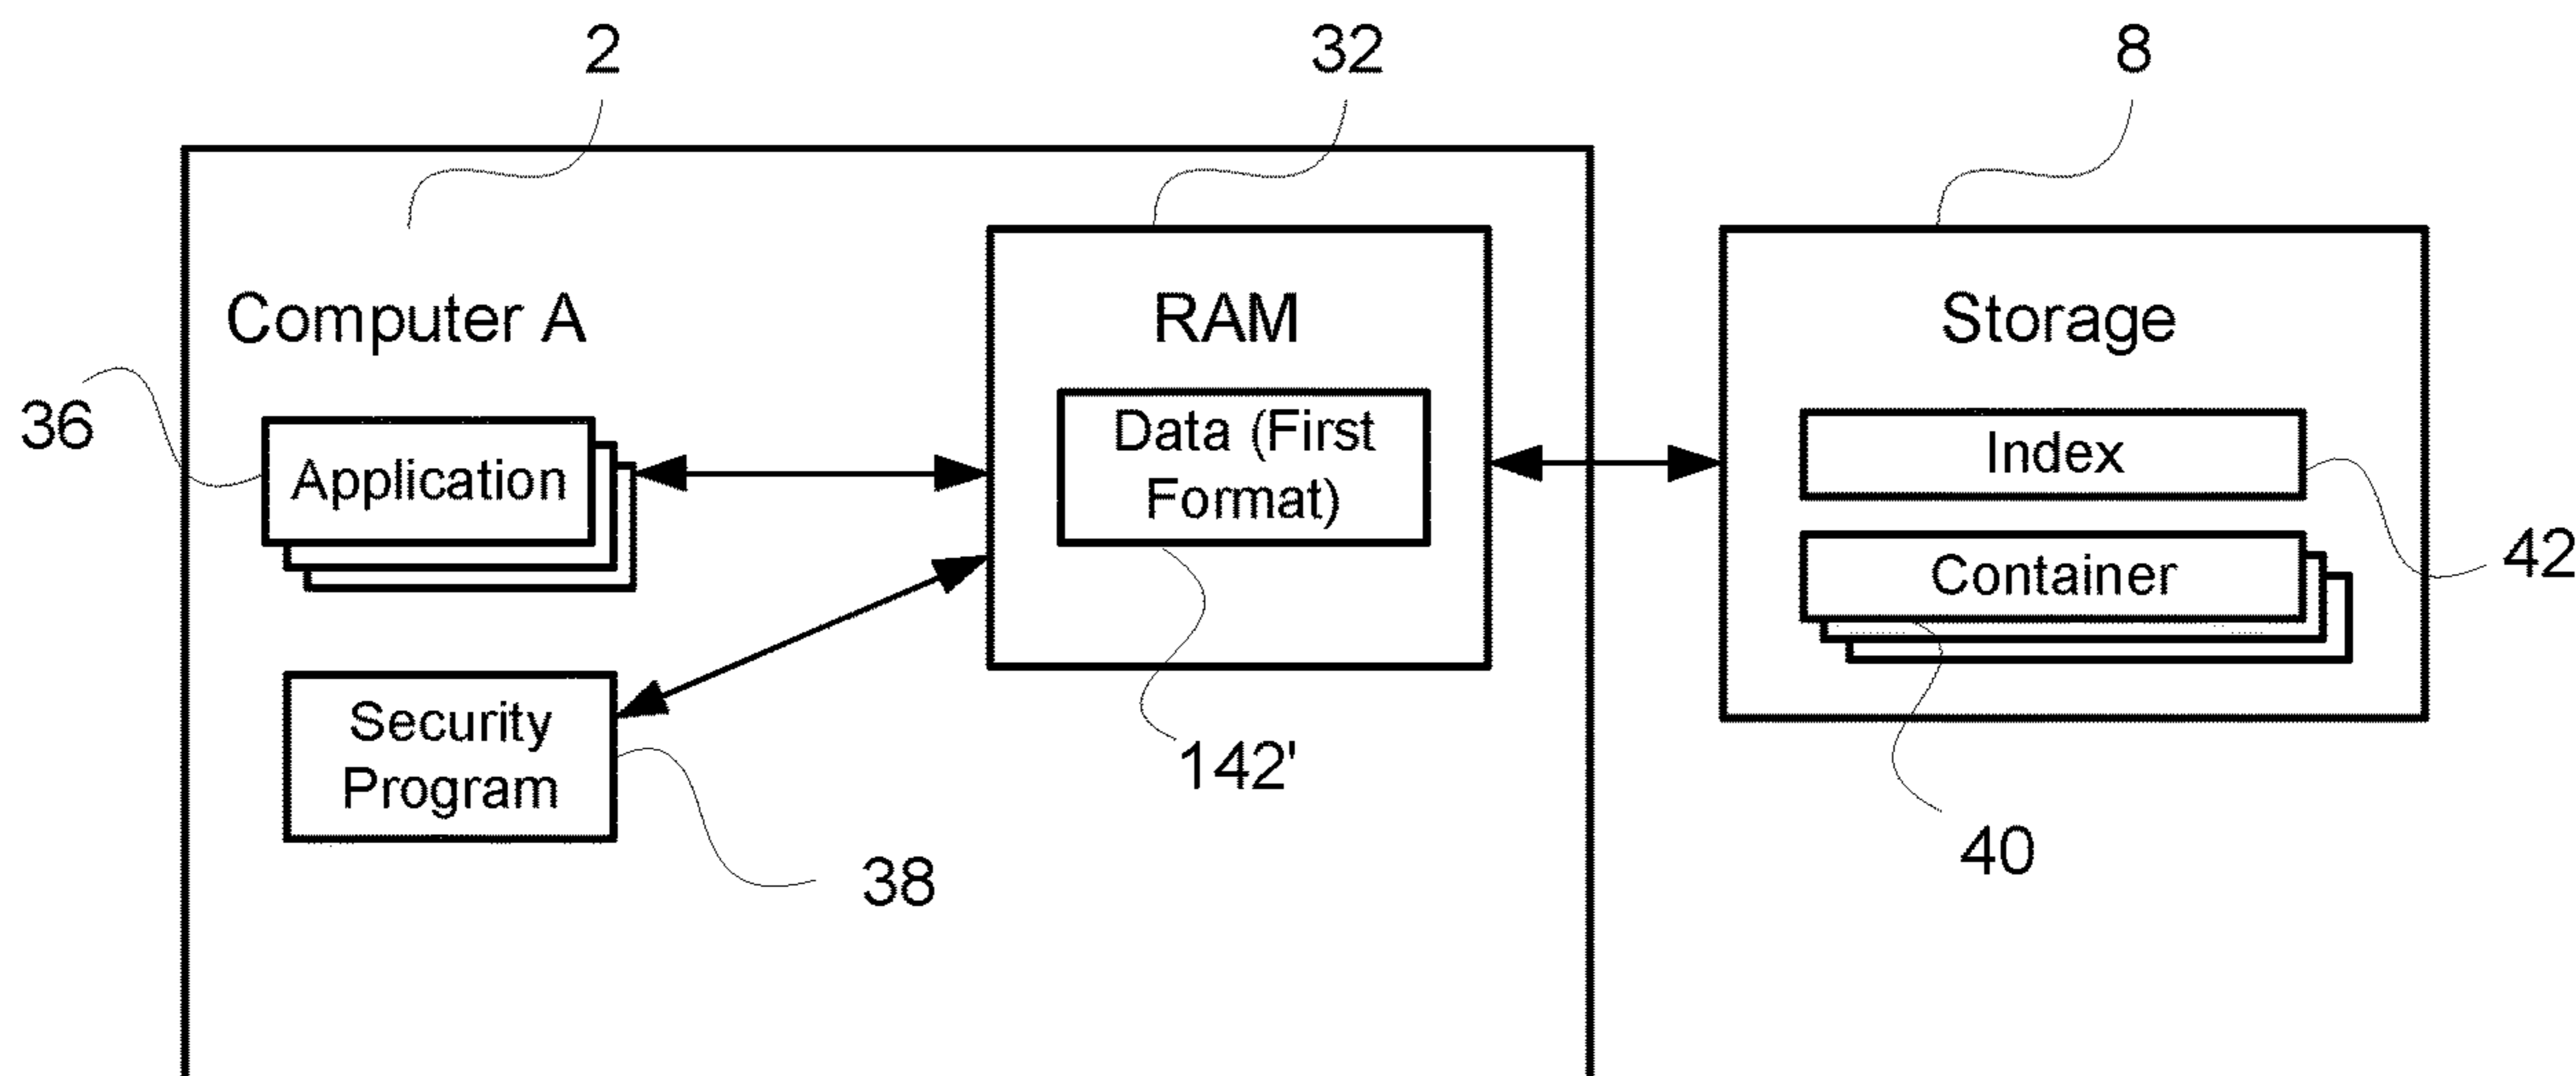 2
32
8
Computer A
RAM
Storage
36
Application
Data (First
Format)
Index
42
Container
Security
Program
142'
40
38